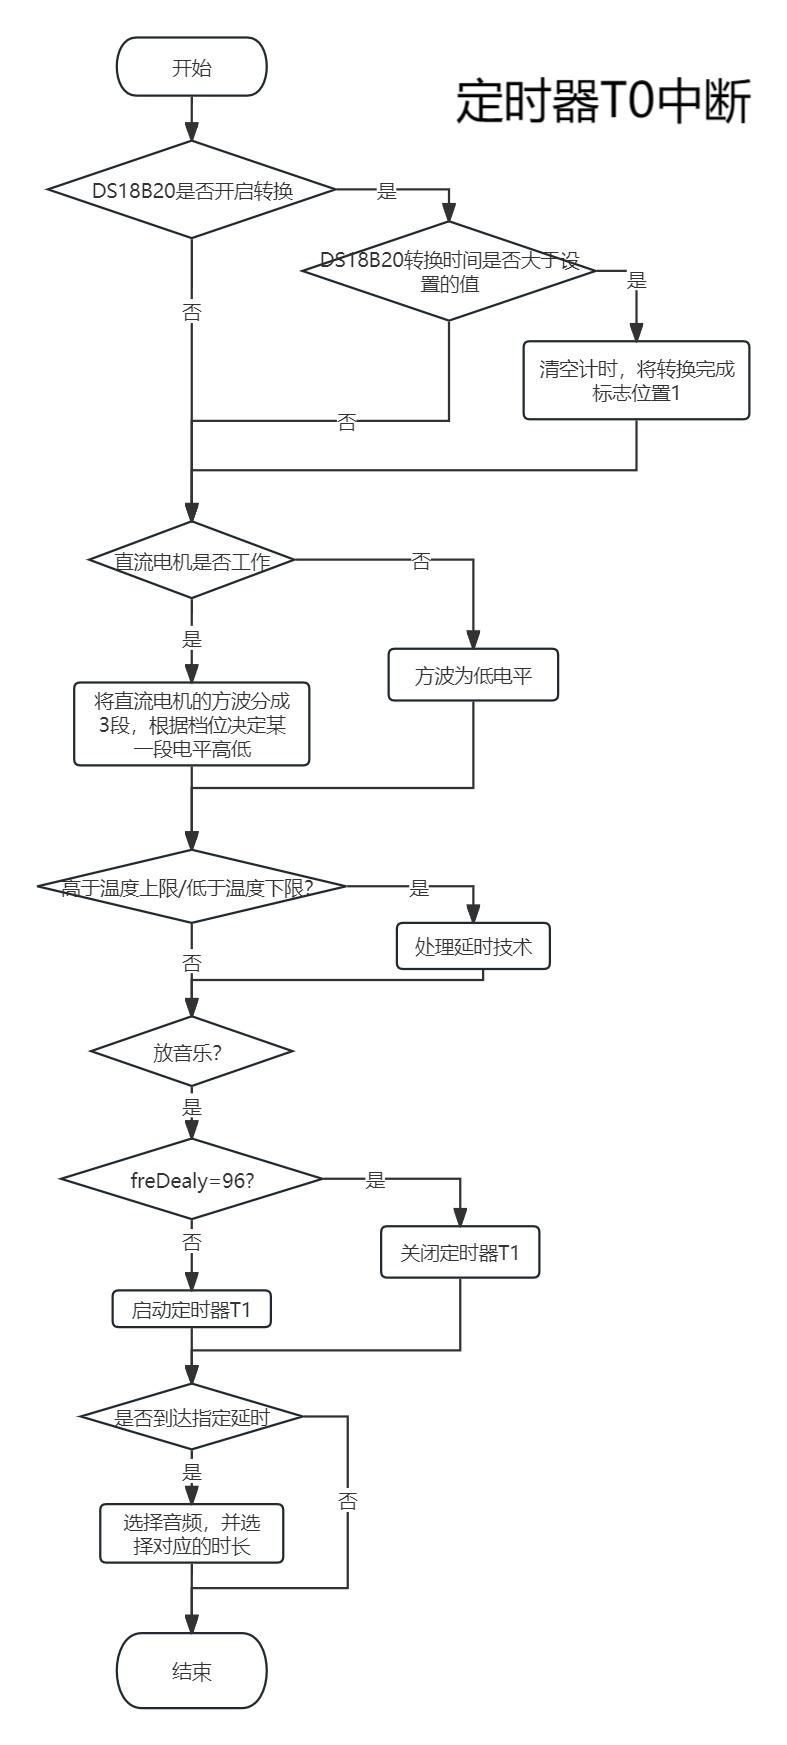 开始
定时器T0中断
DS18B20是否开启转换
是
DS18B20转换时间是否大于设
置的值
是
否
清空计时，将转换完成
标志位置1
否
直流电机是否工作
否
是
方波为低电平
将直流电机的方波分成
3段，根据档位决定某
一段电平高低
高于温度上限/低于温度下限？
是
处理延时技术
否
放音乐？
是
freDealy=96?
是
否
关闭定时器T1
启动定时器T1
是否到达指定延时
是
否
选择音频，并选
择对应的时长
结束